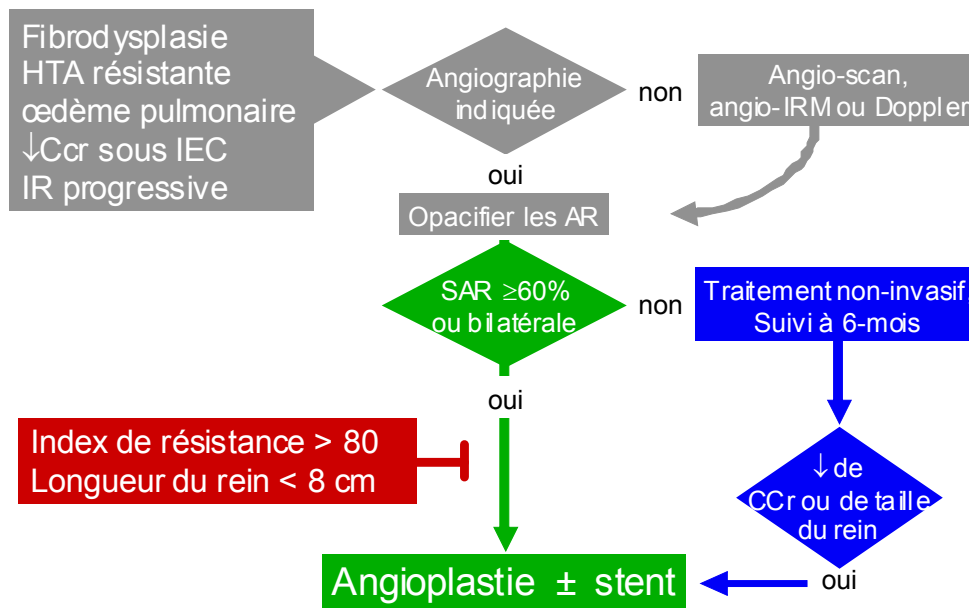 Fibrodysplasie
HTA résistante
œdème pulmonaire
↓Ccr sous IEC
IR progressive
Angiographie
indiquée
non
Angio-scan,
angio-IRM ou Doppler
oui
Opacifier les AR
SAR ≥60%
ou bilatérale
non
Traitement non-invasif,
Suivi à 6-mois
oui
Index de résistance > 80
Longueur du rein < 8 cm
↓ de
CCr ou de taille
du rein
oui
Angioplastie ± stent